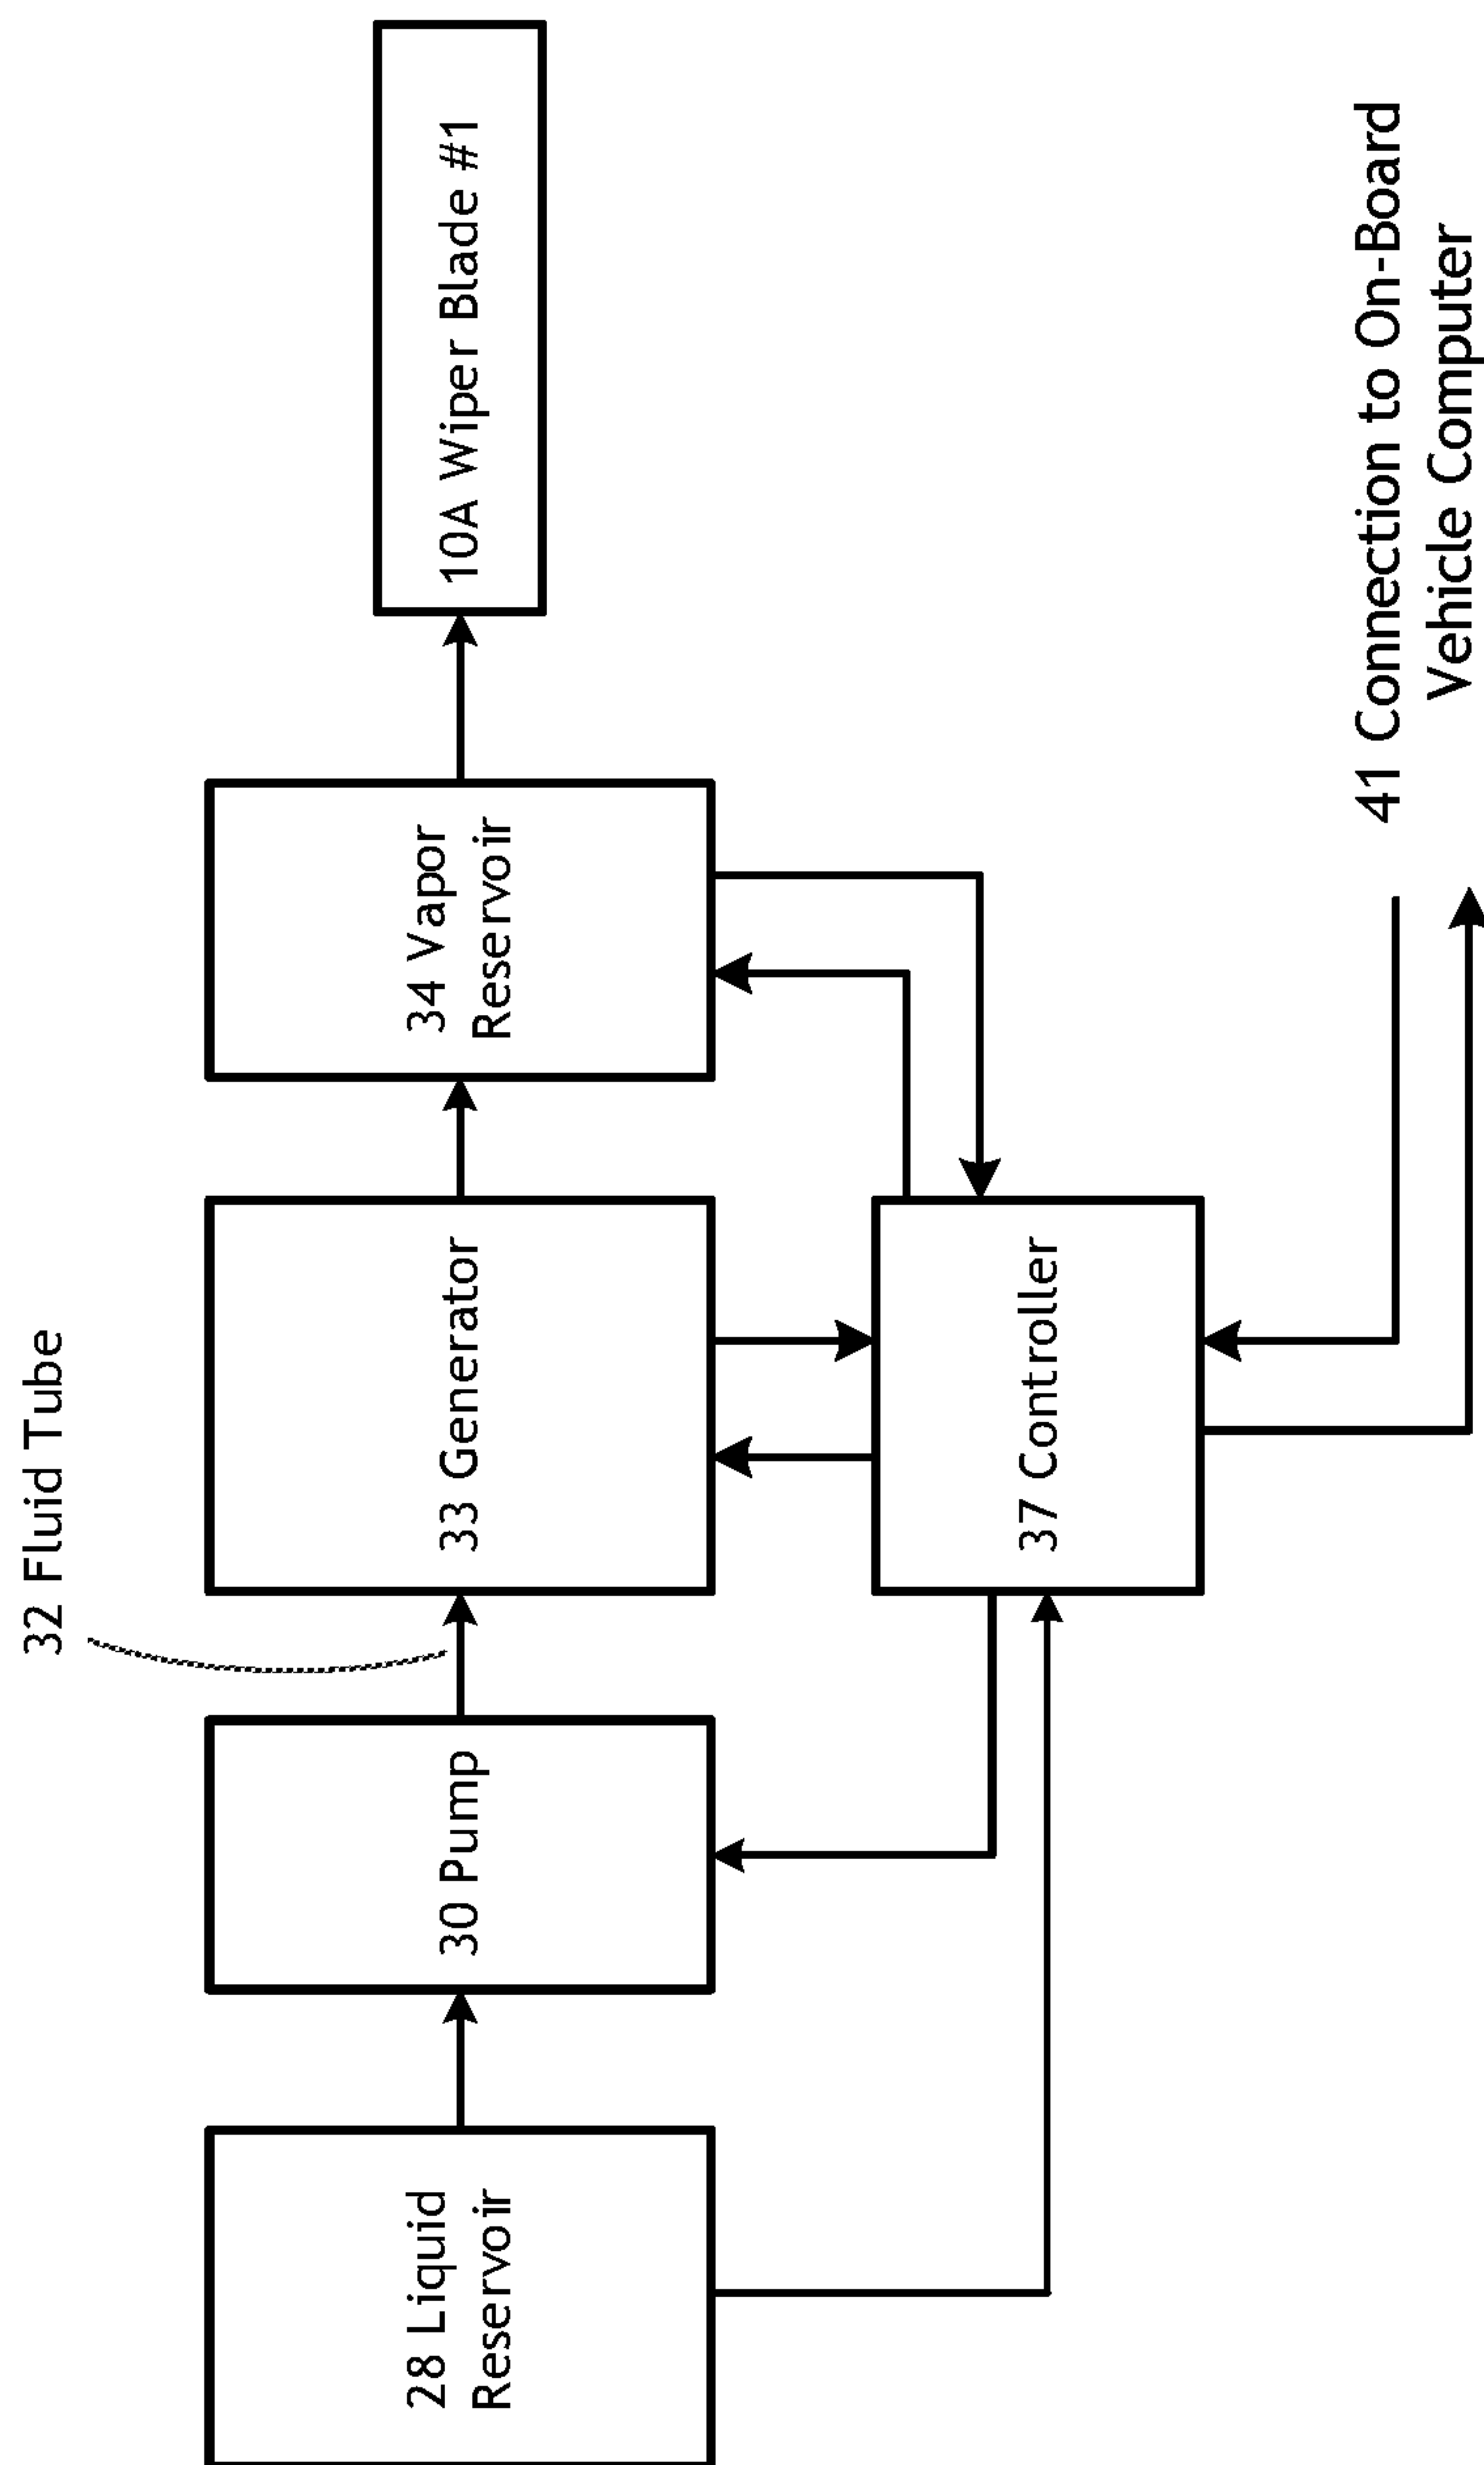 32 Fluid Tube
28 Liquid
Reservoir
30 Pump
33 Generator
34 Vapor
Reservoir
10A Wiper Blade #1
37 Controller
41 Connection to On-Board
Vehicle Computer